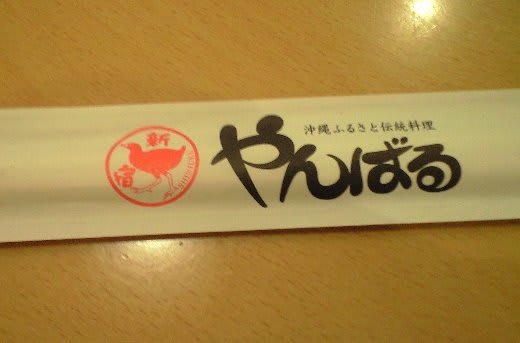 新宿
沖縄ふるさと伝統料理
やんばる